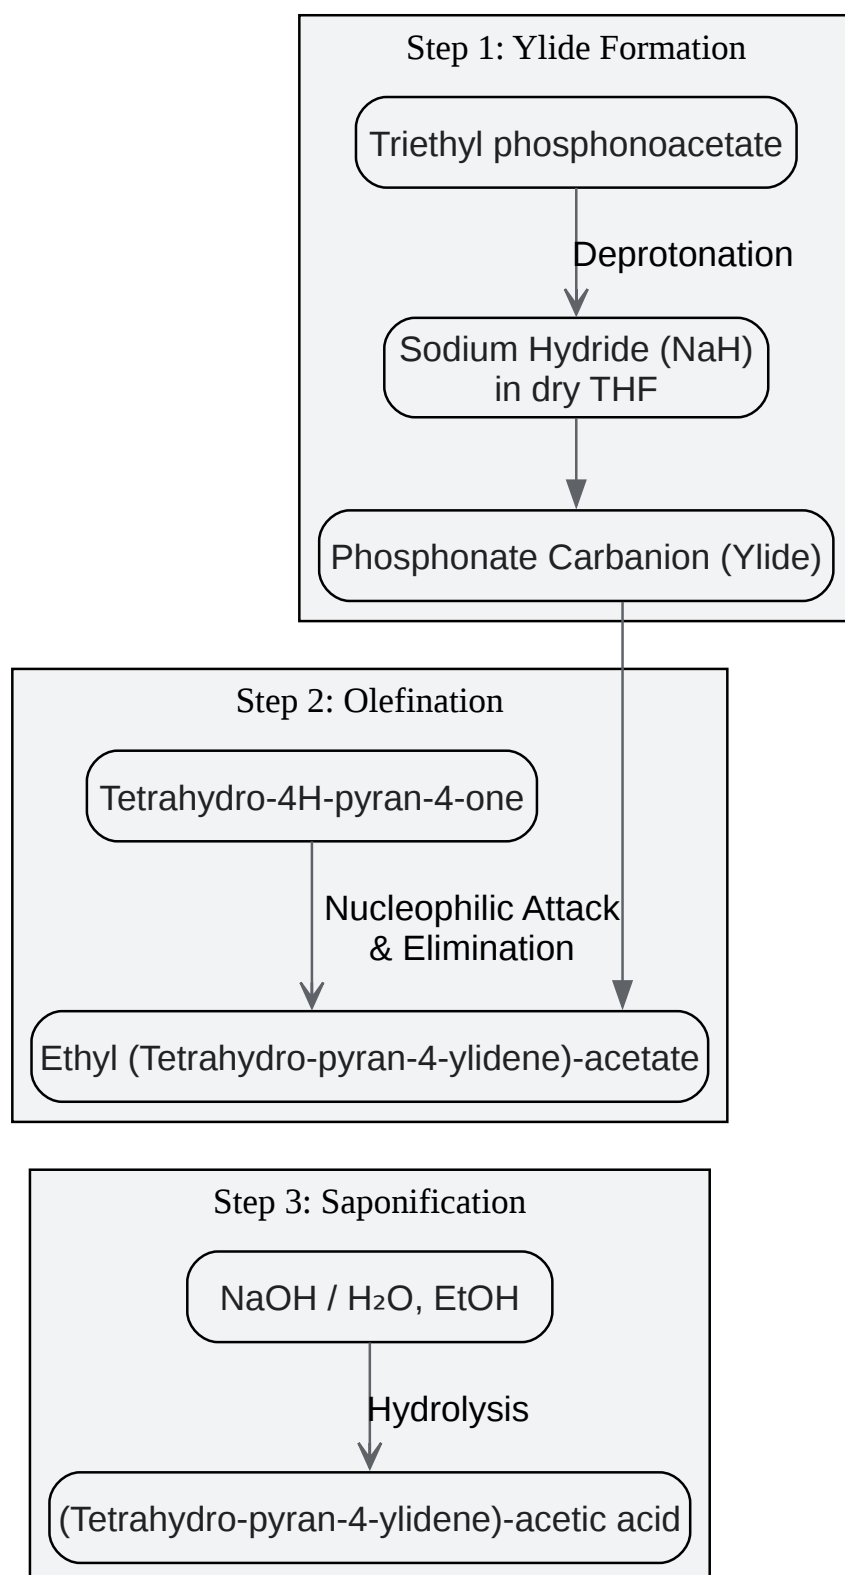 Step 1: Ylide Formation
Triethyl phosphonoacetate
Deprotonation
Sodium Hydride (NaH)
in dry THF
Phosphonate Carbanion (Ylide)
Step 2: Olefination
Tetrahydro-4H-pyran-4-one
Nucleophilic Attack
& Elimination
Ethyl (Tetrahydro-pyran-4-ylidene)-acetate
Step 3: Saponification
NaOH / H₂O, EtOH
Hydrolysis
(Tetrahydro-pyran-4-ylidene)-acetic acid